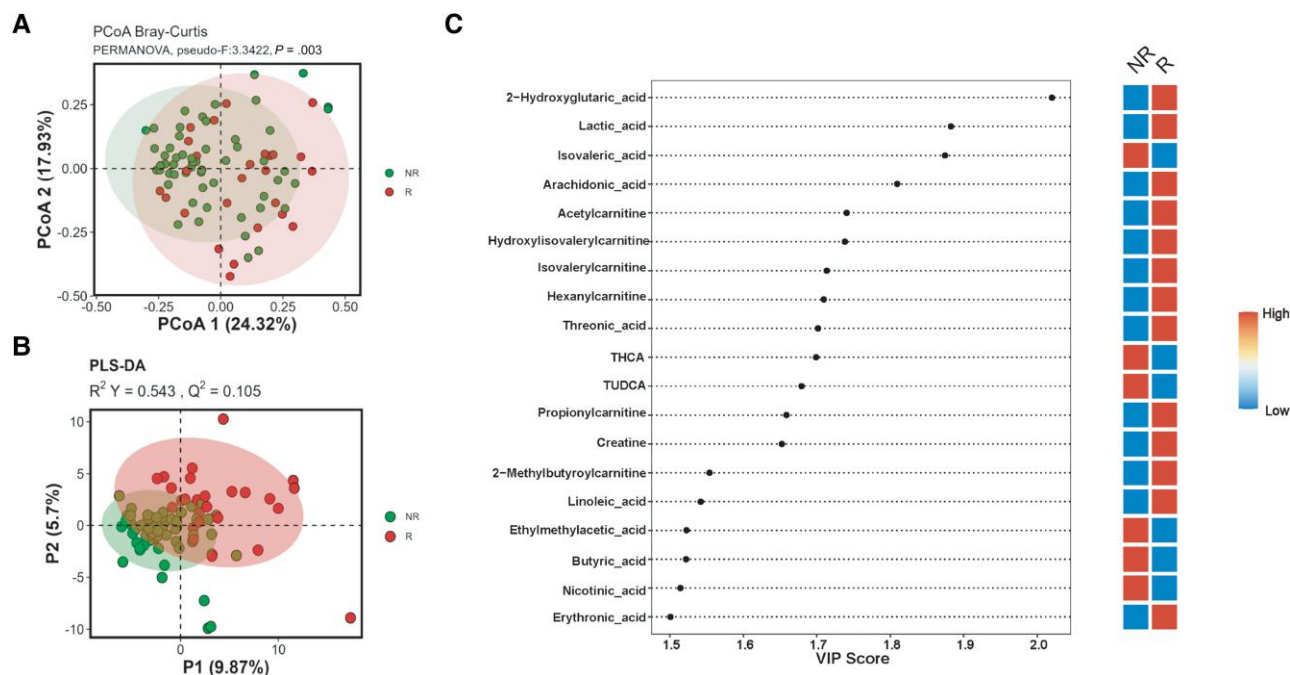 A
PCoA Bray-Curtis
PERMANOVA, pseudo-F:3.3422, P = .003
0.25
0.00
-0.25
-0.50
-0.50
-0.25
0.00
0.25
0.50
PCoA 2 (17.93%)
PCoA 1 (24.32%)
NR
R
B
PLS-DA
R² Y = 0.543 , Q² = 0.105
10
5
0
-5
-10
0
10
P2 (5.7%)
P1 (9.87%)
NR
R
C
NR
R
2-Hydroxyglutaric_acid
Lactic_acid
Isovaleric_acid
Arachidonic_acid
Acetylcarnitine
Hydroxylisovalerylcarnitine
Isovalerylcarnitine
Hexanylcarnitine
Threonic_acid
THCA
TUDCA
Propionylcarnitine
Creatine
2-Methylbutyroylcarnitine
Linoleic_acid
Ethylmethylacetic_acid
Butyric_acid
Nicotinic_acid
Erythronic_acid
1.5
1.6
1.7
1.8
1.9
2.0
VIP Score
High
Low